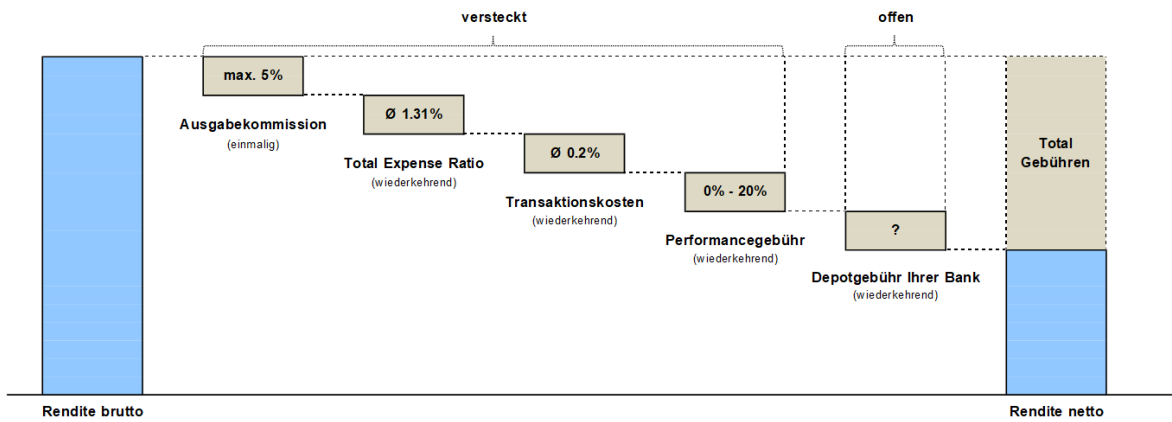 versteckt
offen
max. 5%
Ausgabekommission
(einmalig)
Ø 1.31%
Total Expense Ratio
(wiederkehrend)
Ø 0.2%
Transaktionskosten
(wiederkehrend)
0% - 20%
Performancegebühr
(wiederkehrend)
?
Depotgebühr Ihrer Bank
(wiederkehrend)
Total
Gebühren
Rendite brutto
Rendite netto